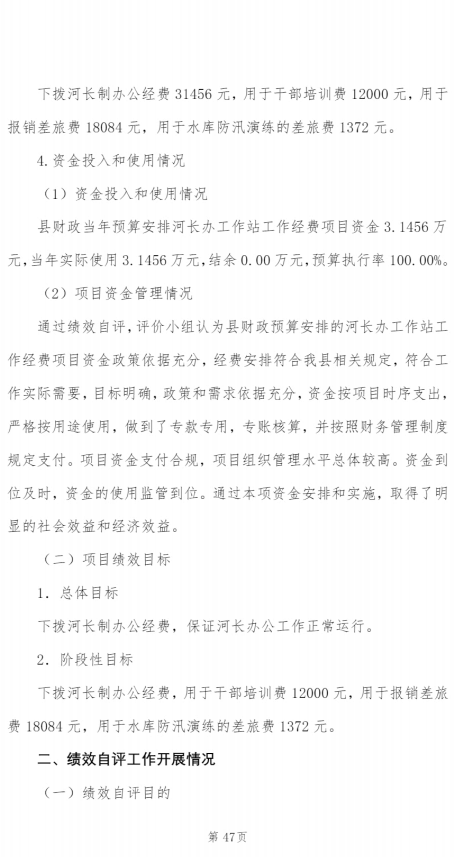 下拨河长制办公经费 31456 元，用于干部培训费 12000 元，用于
报销差旅费 18084 元，用于水库防汛演练的差旅费 1372 元。
4.资金投入和使用情况
（1）资金投入和使用情况
县财政当年预算安排河长办工作站工作经费项目资金 3.1456 万
元,当年实际使用 3.1456 万元,结余 0.00 万元,预算执行率 100.00%。
（2）项目资金管理情况
通过绩效自评,评价小组认为县财政预算安排的河长办工作站工
作经费项目资金政策依据充分，经费安排符合我县相关规定，符合工
作实际需要，目标明确，政策和需求依据充分，资金按项目时序支出，
严格按用途使用，做到了专款专用，专账核算，并按照财务管理制度
规定支付。项目资金支付合规，项目组织管理水平总体较高。资金到
位及时，资金的使用监管到位。通过本项资金安排和实施，取得了明
显的社会效益和经济效益。
（二）项目绩效目标
1．总体目标
下拨河长制办公经费，保证河长办公工作正常运行。
2．阶段性目标
下拨河长制办公经费,用于干部培训费 12000 元，用于报销差旅
费 18084 元，用于水库防汛演练的差旅费 1372 元。
二、绩效自评工作开展情况
（一）绩效自评目的
第 47页